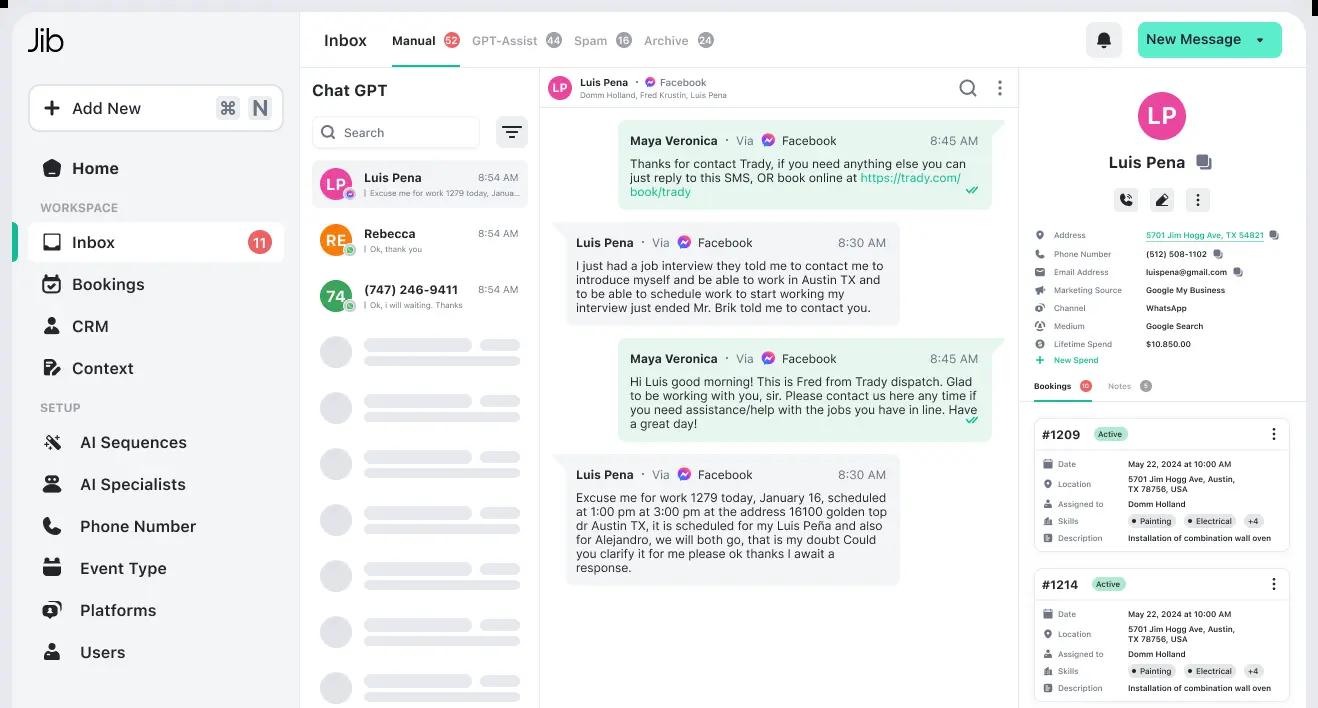 Jib
Add New ⌘ N
Home
WORKSPACE
Inbox 11
Bookings
CRM
Context
SETUP
AI Sequences
AI Specialists
Phone Number
Event Type
Platforms
Users
Inbox Manual 52 GPT-Assist 44 Spam 16 Archive 24
New Message
Chat GPT
Search
LP Luis Pena 8:54 AM
Excuse me for work 1279 today, Janua...
RE Rebecca 8:54 AM
Ok, thank you
74 (747) 246-9411 8:54 AM
Ok, i will waiting. Thanks
LP Luis Pena · Facebook
Domm Holland, Fred Krustin, Luis Pena
Maya Veronica · Via Facebook 8:45 AM
Thanks for contact Trady, if you need anything else you can
just reply to this SMS, OR book online at https://trady.com/
book/trady
Luis Pena · Via Facebook 8:30 AM
I just had a job interview they told me to contact me to
introduce myself and be able to work in Austin TX and
to be able to schedule work to start working my
interview just ended Mr. Brik told me to contact you.
Maya Veronica · Via Facebook 8:45 AM
Hi Luis good morning! This is Fred from Trady dispatch. Glad
to be working with you, sir. Please contact us here any time if
you need assistance/help with the jobs you have in line. Have
a great day!
Luis Pena · Via Facebook 8:30 AM
Excuse me for work 1279 today, January 16, scheduled
at 1:00 pm at 3:00 pm at the address 16100 golden top
dr Austin TX, it is scheduled for my Luis Peña and also
for Alejandro, we will both go, that is my doubt Could
you clarify it for me please ok thanks I await a
response.
LP
Luis Pena
Address 5701 Jim Hogg Ave, TX 54821
Phone Number (512) 508-1102
Email Address luispena@gmail.com
Marketing Source Google My Business
Channel WhatsApp
Medium Google Search
Lifetime Spend $10.850.00
+ New Spend
Bookings 10 Notes 5
#1209 Active
Date May 22, 2024 at 10:00 AM
Location 5701 Jim Hogg Ave, Austin,
TX 78756, USA
Assigned to Domm Holland
Skills • Painting • Electrical +4
Description Installation of combination wall oven
#1214 Active
Date May 22, 2024 at 10:00 AM
Location 5701 Jim Hogg Ave, Austin,
TX 78756, USA
Assigned to Domm Holland
Skills • Painting • Electrical +4
Description Installation of combination wall oven